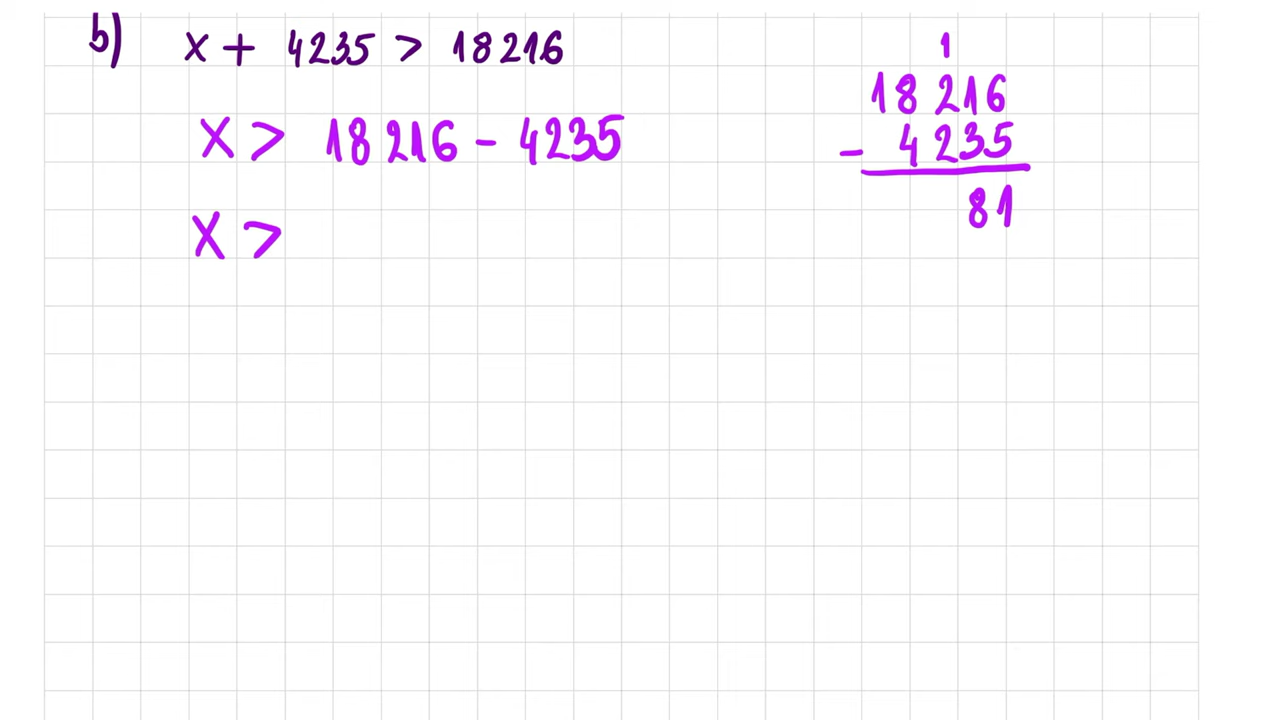 b) x + 4235 > 18216
x > 18216 - 4235
x >
1
18216
- 4235
81